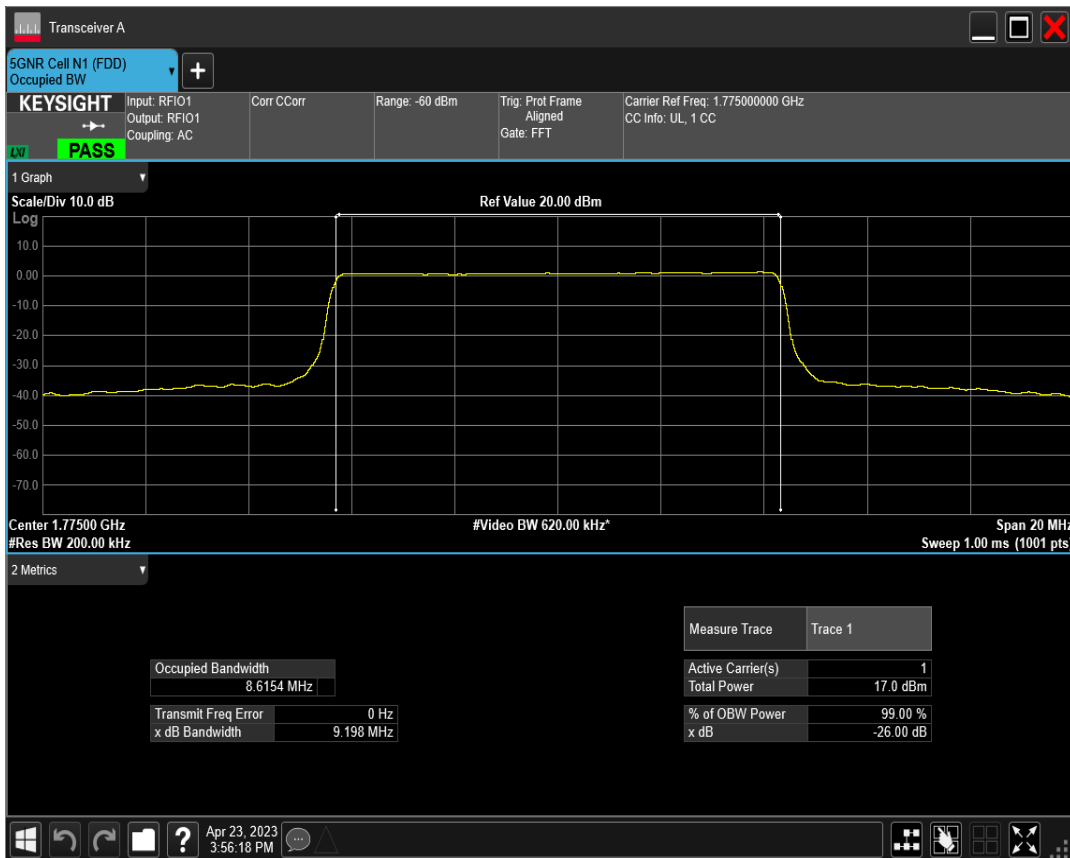 Transceiver A
5GNR Cell N1 (FDD)
Occupied BW
+
KEYSIGHT
LXI
PASS
Input: RFIO1
Output: RFIO1
Coupling: AC
Corr CCorr
Range: -60 dBm
Trig: Prot Frame
Aligned
Gate: FFT
Carrier Ref Freq: 1.775000000 GHz
CC Info: UL, 1 CC
1 Graph
Scale/Div 10.0 dB
Ref Value 20.00 dBm
Log
10.0
0.00
-10.0
-20.0
-30.0
-40.0
-50.0
-60.0
-70.0
Center 1.77500 GHz
#Video BW 620.00 kHz*
Span 20 MHz
#Res BW 200.00 kHz
Sweep 1.00 ms (1001 pts)
2 Metrics
Measure Trace Trace 1
Occupied Bandwidth
8.6154 MHz
Active Carrier(s) 1
Total Power 17.0 dBm
Transmit Freq Error 0 Hz
x dB Bandwidth 9.198 MHz
% of OBW Power 99.00 %
x dB -26.00 dB
?
Apr 23, 2023
3:56:18 PM